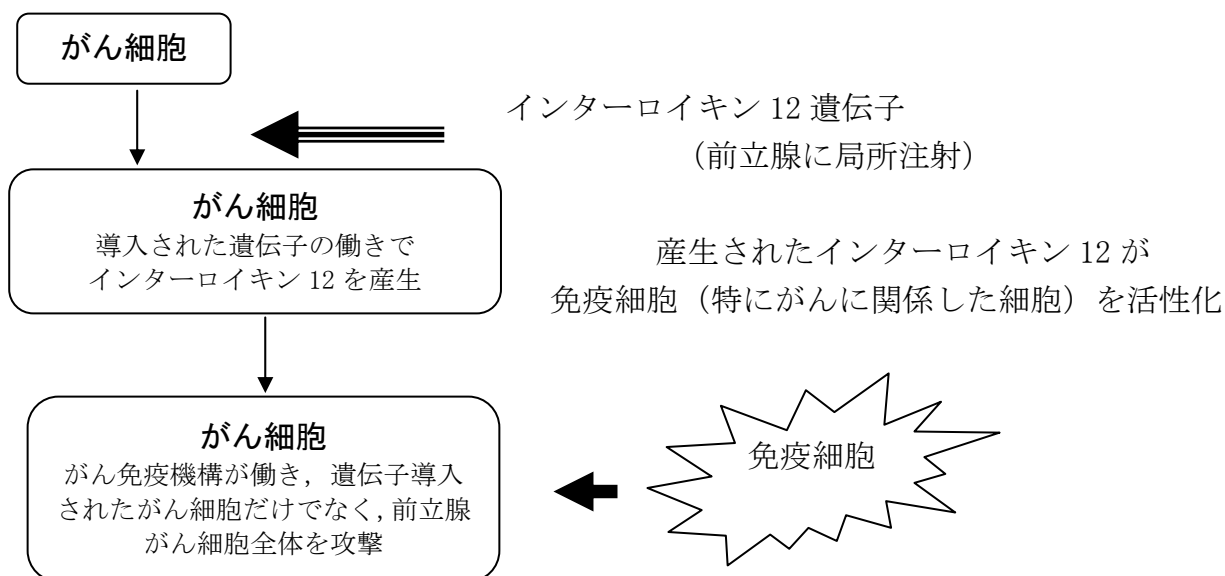 がん細胞
インターロイキン 12 遺伝子
(前立腺に局所注射)
がん細胞
導入された遺伝子の働きで
インターロイキン 12 を産生
産生されたインターロイキン 12 が
免疫細胞(特にがんに関係した細胞)を活性化
がん細胞
がん免疫機構が働き,遺伝子導入
されたがん細胞だけでなく,前立腺
がん細胞全体を攻撃
免疫細胞